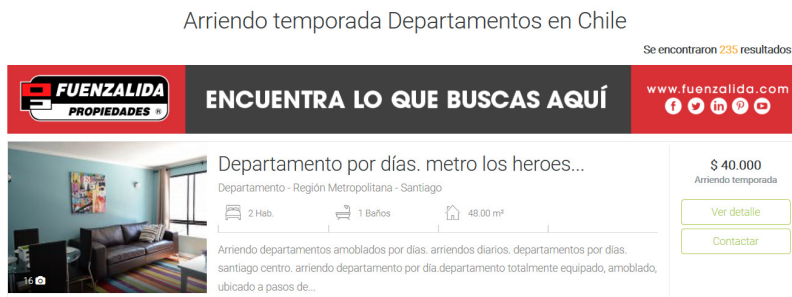 Arriendo temporada Departamentos en Chile
Se encontraron 235 resultados
FUENZALIDA
PROPIEDADES ®
ENCUENTRA LO QUE BUSCAS AQUÍ
www.fuenzalida.com
Departamento por días. metro los heroes...
Departamento - Región Metropolitana - Santiago
2 Hab.
1 Baños
48.00 m²
Arriendo departamentos amoblados por días. arriendos diarios. departamentos por días.
santiago centro. arriendo departamento por día.departamento totalmente equipado, amoblado,
ubicado a pasos de...
16
$ 40.000
Arriendo temporada
Ver detalle
Contactar